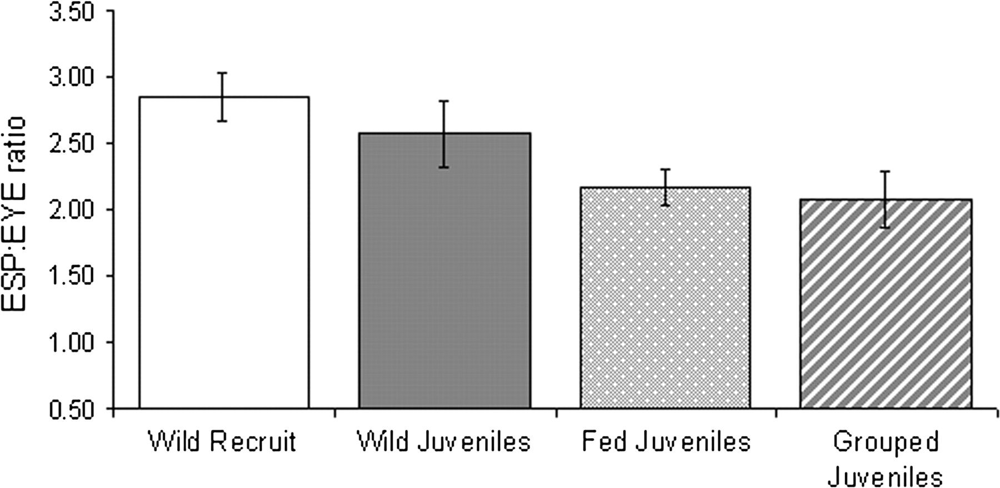 3.50
3.00
2.50
2.00
1.50
1.00
0.50
ESP:EYE ratio
Wild Recruit
Wild Juveniles
Fed Juveniles
Grouped
Juveniles